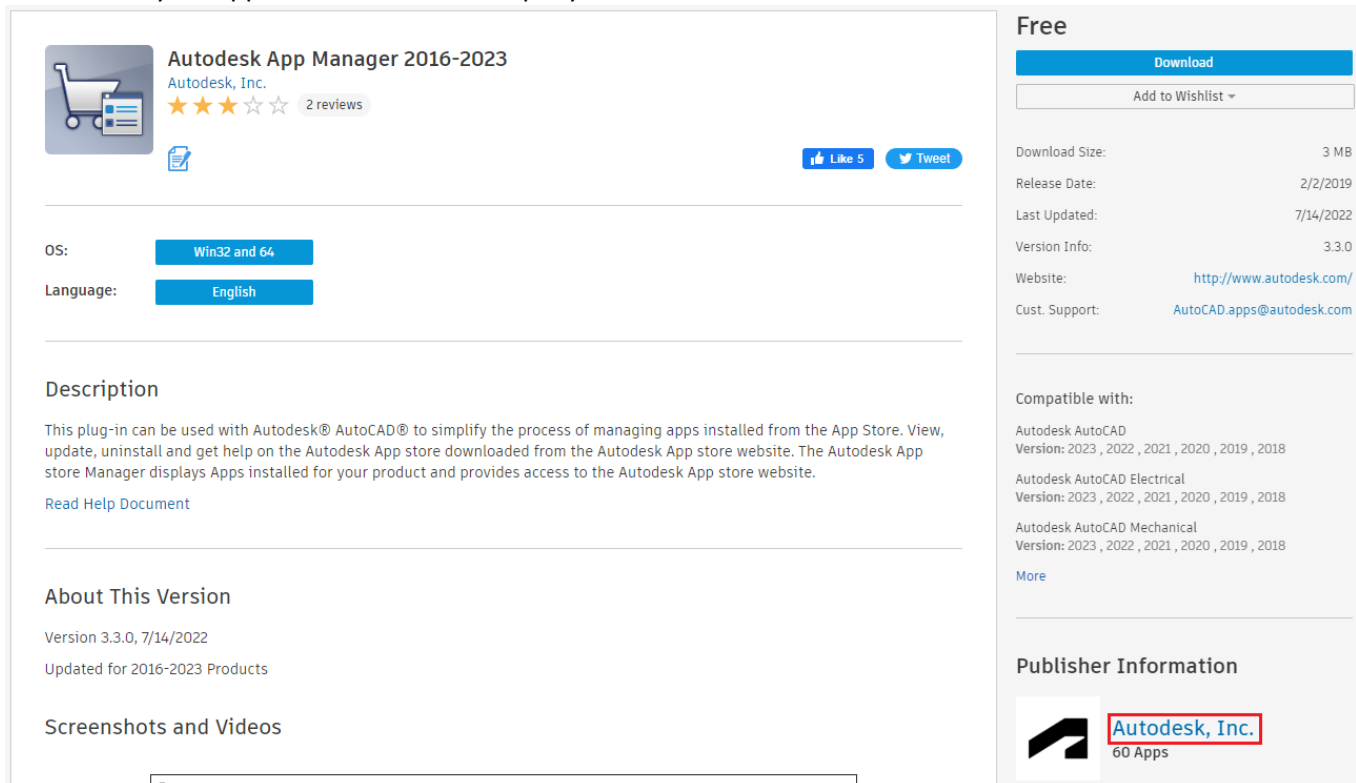 Autodesk App Manager 2016-2023
Autodesk, Inc.
2 reviews
Like 5
Tweet
OS:
Win32 and 64
Language:
English
Description
This plug-in can be used with Autodesk® AutoCAD® to simplify the process of managing apps installed from the App Store. View,
update, uninstall and get help on the Autodesk App store downloaded from the Autodesk App store website. The Autodesk App
store Manager displays Apps installed for your product and provides access to the Autodesk App store website.
Read Help Document
About This Version
Version 3.3.0, 7/14/2022
Updated for 2016-2023 Products
Screenshots and Videos
Free
Download
Add to Wishlist
Download Size: 3 MB
Release Date: 2/2/2019
Last Updated: 7/14/2022
Version Info: 3.3.0
Website: http://www.autodesk.com/
Cust. Support: AutoCAD.apps@autodesk.com
Compatible with:
Autodesk AutoCAD
Version: 2023 , 2022 , 2021 , 2020 , 2019 , 2018
Autodesk AutoCAD Electrical
Version: 2023 , 2022 , 2021 , 2020 , 2019 , 2018
Autodesk AutoCAD Mechanical
Version: 2023 , 2022 , 2021 , 2020 , 2019 , 2018
More
Publisher Information
Autodesk, Inc.
60 Apps